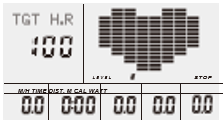 TGT H.R
100
LEVEL STOP
M/H TIME DIST. M CAL WATT
0.0 0:00 0.0 0.0 0.0